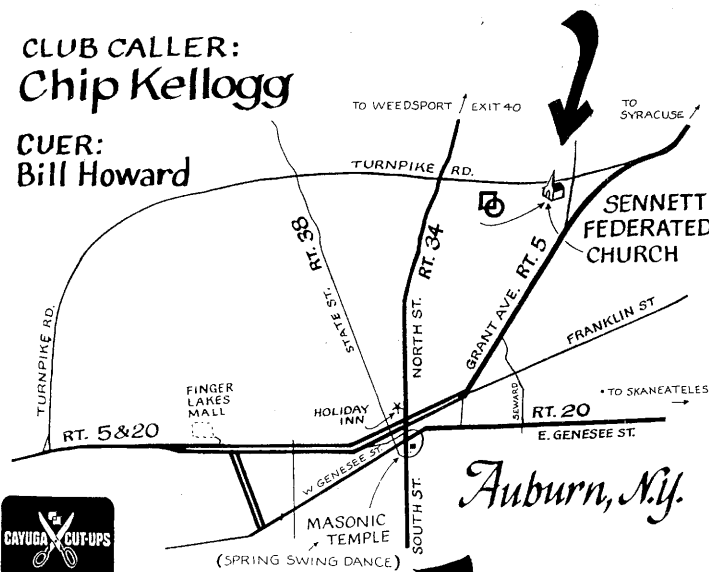 CLUB CALLER:
Chip Kellogg
CUER:
Bill Howard
TO WEEDSPORT EXIT 40
TO
SYRACUSE
TURNPIKE RD.
SENNETT
FEDERATED
CHURCH
STATE ST. RT. 38
NORTH ST. RT. 34
GRANT AVE. RT. 5
FRANKLIN ST
TURNPIKE RD.
FINGER
LAKES
MALL
HOLIDAY
INN
SEWARD
• TO SKANEATELES
RT. 20
E. GENESEE ST.
RT. 5&20
W GENESEE ST.
SOUTH ST.
Auburn, N.Y.
MASONIC
TEMPLE
(SPRING SWING DANCE)
CAYUGA CUT-UPS